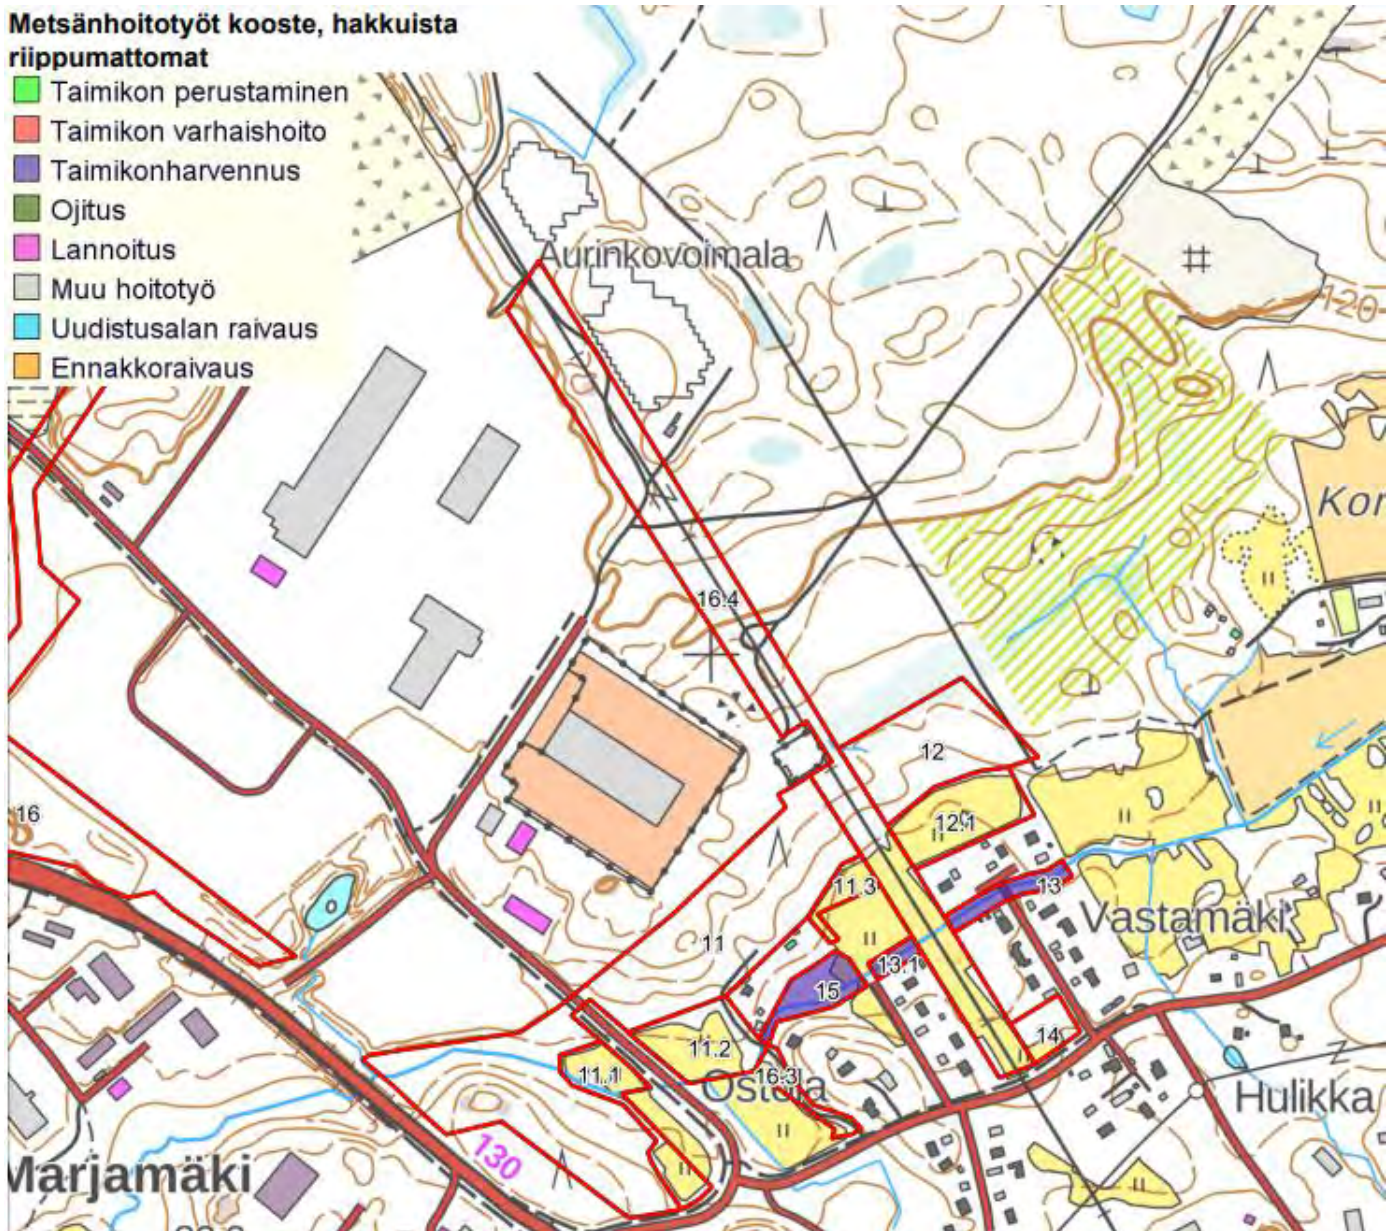 Metsänhoitotyöt kooste, hakkuista
riippumattomat
Taimikon perustaminen
Taimikon varhaishoito
Taimikonharvennus
Ojitus
Lannoitus
Muu hoitotyö
Uudistusalan raivaus
Ennakkoraivaus
Aurinkovoimala
120
Kor
16.4
12
12.1
16
11.3
13
Vastamäki
11
13.1
15
14
11.2
11.1
Ostola
16.3
Hulikka
130
Marjamäki